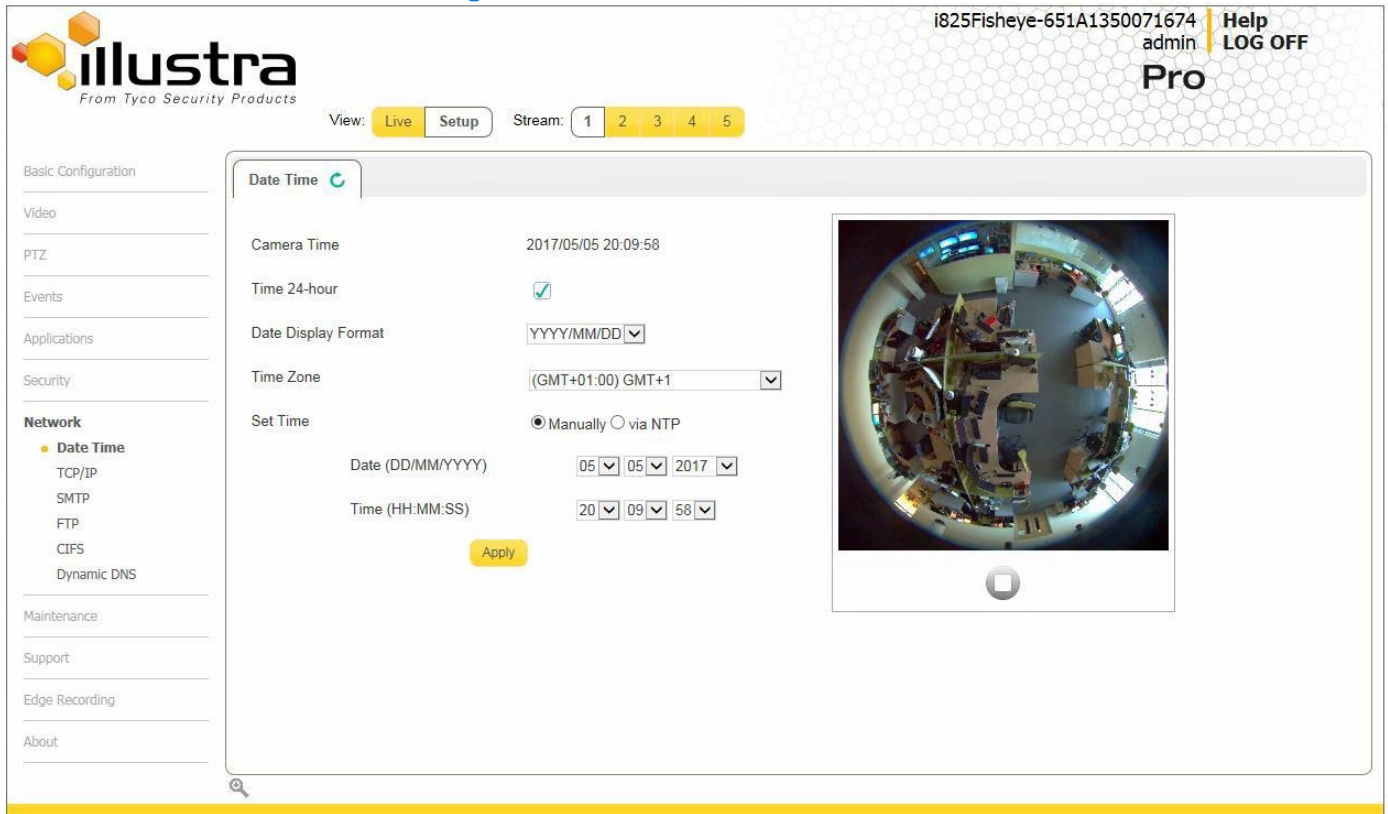 illustra
From Tyco Security Products
i825Fisheye-651A1350071674 Help
admin LOG OFF
Pro
View: Live Setup Stream: 1 2 3 4 5
Basic Configuration
Video
PTZ
Events
Applications
Security
Network
Date Time
TCP/IP
SMTP
FTP
CIFS
Dynamic DNS
Maintenance
Support
Edge Recording
About
Date Time
Camera Time 2017/05/05 20:09:58
Time 24-hour
Date Display Format YYYY/MM/DD
Time Zone (GMT+01:00) GMT+1
Set Time Manually via NTP
Date (DD/MM/YYYY) 05 05 2017
Time (HH:MM:SS) 20 09 58
Apply